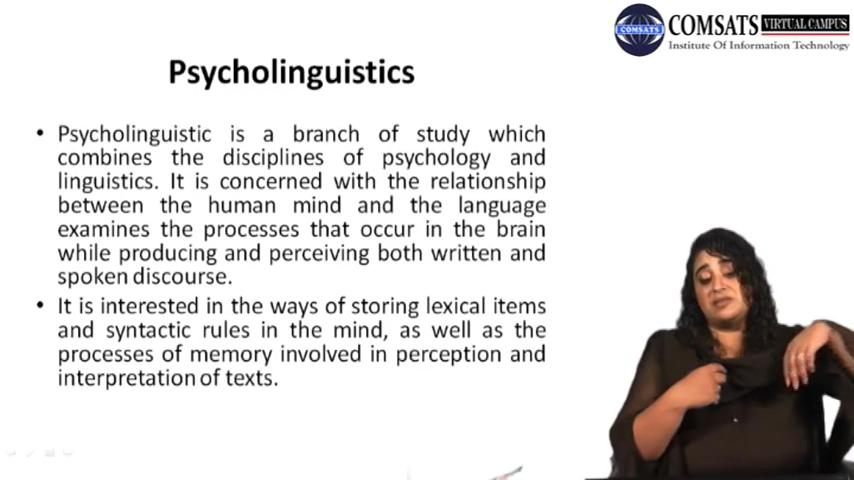 COMSATS
COMSATS VIRTUAL CAMPUS
Institute Of Information Technology
Psycholinguistics
• Psycholinguistic is a branch of study which
combines the disciplines of psychology and
linguistics. It is concerned with the relationship
between the human mind and the language
examines the processes that occur in the brain
while producing and perceiving both written and
spoken discourse.
• It is interested in the ways of storing lexical items
and syntactic rules in the mind, as well as the
processes of memory involved in perception and
interpretation of texts.